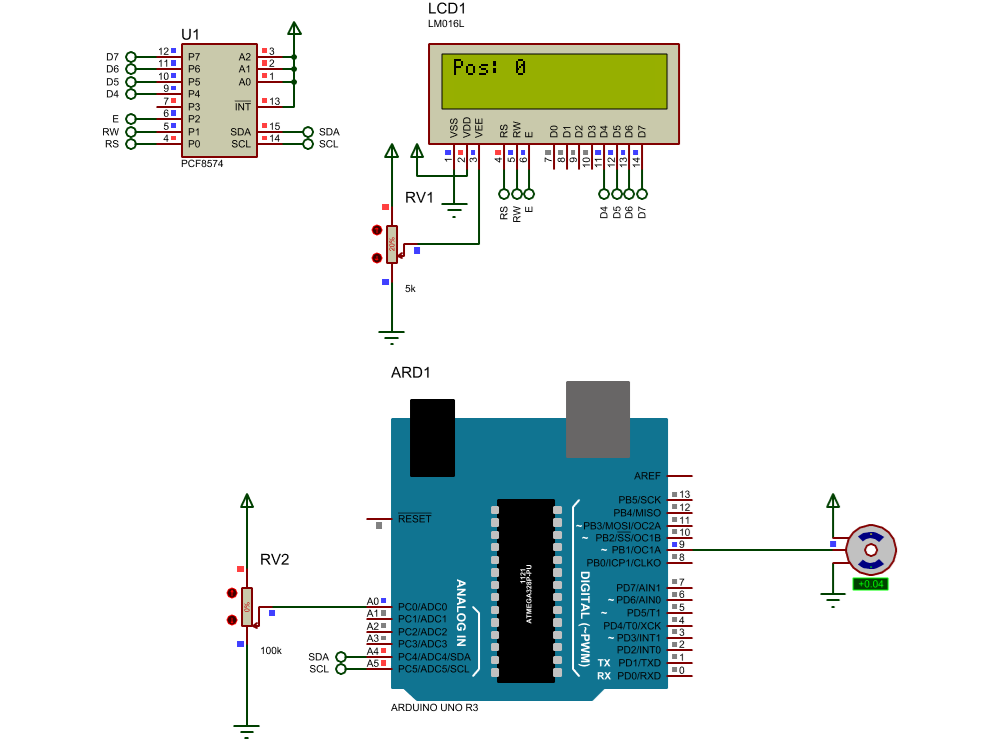 LCD1
LM016L
Pos: 0
VSS
VDD
VEE
RS
RW
E
D0
D1
D2
D3
D4
D5
D6
D7
1
2
3
4
5
6
7
8
9
10
11
12
13
14
RS
RW
E
D4
D5
D6
D7
U1
D7 12 P7 A2 3
D6 11 P6 A1 2
D5 10 P5 A0 1
D4 9 P4
7 P3 INT 13
E 6 P2
RW 5 P1 SDA 15 SDA
RS 4 P0 SCL 14 SCL
PCF8574
RV1
20%
5k
ARD1
AREF
RESET
PB5/SCK 13
PB4/MISO 12
~PB3/MOSI/OC2A 11
~ PB2/SS/OC1B 10
~ PB1/OC1A 9
PB0/ICP1/CLKO 8
PD7/AIN1 7
~ PD6/AIN0 6
~ PD5/T1 5
PD4/T0/XCK 4
~ PD3/INT1 3
PD2/INT0 2
TX PD1/TXD 1
RX PD0/RXD 0
DIGITAL (~PWM)
ANALOG IN
1121
ATMEGA328P-PU
A0 PC0/ADC0
A1 PC1/ADC1
A2 PC2/ADC2
A3 PC3/ADC3
SDA A4 PC4/ADC4/SDA
SCL A5 PC5/ADC5/SCL
ARDUINO UNO R3
RV2
0%
100k
+0.04